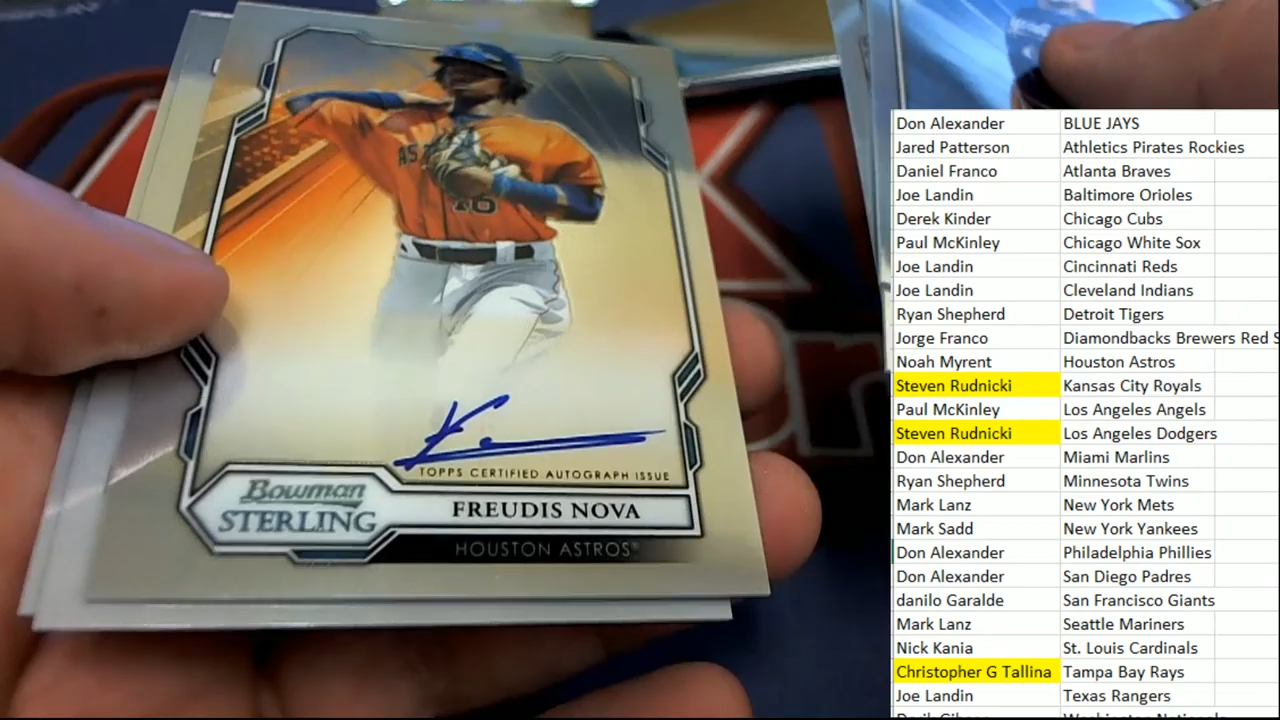 AS
16
TOPPS CERTIFIED AUTOGRAPH ISSUE
Bowman
STERLING
FREUDIS NOVA
HOUSTON ASTROS
Don Alexander BLUE JAYS
Jared Patterson Athletics Pirates Rockies
Daniel Franco Atlanta Braves
Joe Landin Baltimore Orioles
Derek Kinder Chicago Cubs
Paul McKinley Chicago White Sox
Joe Landin Cincinnati Reds
Joe Landin Cleveland Indians
Ryan Shepherd Detroit Tigers
Jorge Franco Diamondbacks Brewers Red S
Noah Myrent Houston Astros
Steven Rudnicki Kansas City Royals
Paul McKinley Los Angeles Angels
Steven Rudnicki Los Angeles Dodgers
Don Alexander Miami Marlins
Ryan Shepherd Minnesota Twins
Mark Lanz New York Mets
Mark Sadd New York Yankees
Don Alexander Philadelphia Phillies
Don Alexander San Diego Padres
danilo Garalde San Francisco Giants
Mark Lanz Seattle Mariners
Nick Kania St. Louis Cardinals
Christopher G Tallina Tampa Bay Rays
Joe Landin Texas Rangers